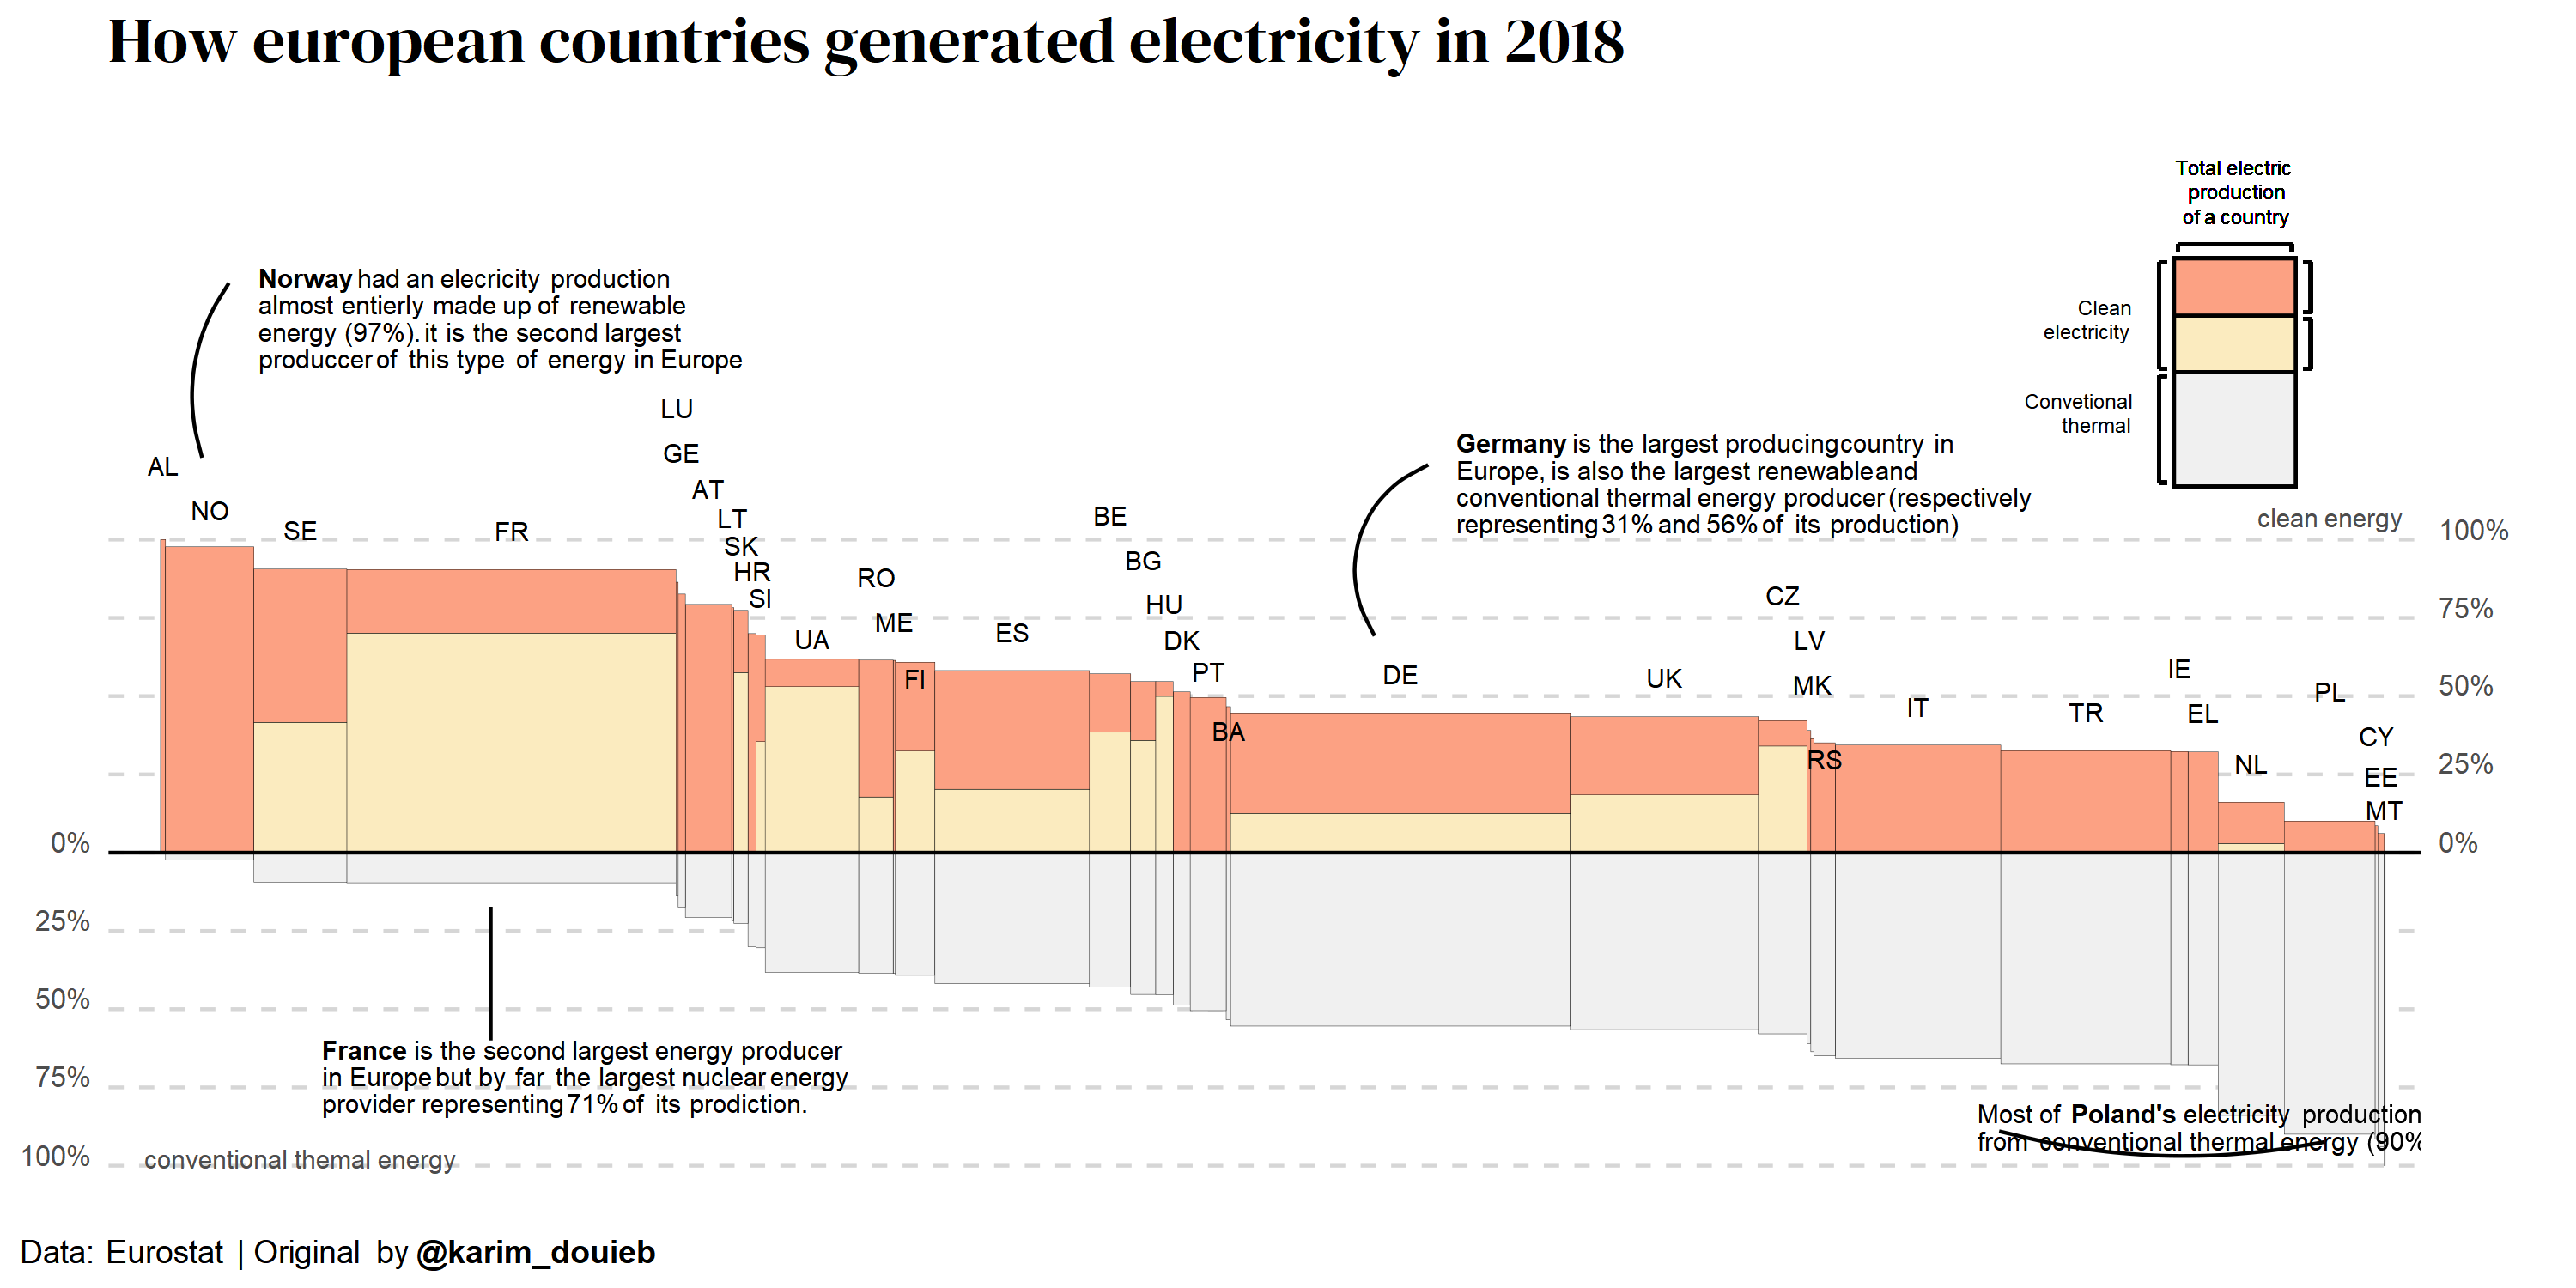 How european countries generated electricity in 2018
Total electric
production
of a country
Clean
electricity
Convetional
thermal
Norway had an elecricity production
almost entierly made up of renewable
energy (97%). it is the second largest
produccer of this type of energy in Europe
Germany is the largest producing country in
Europe, is also the largest renewable and
conventional thermal energy producer (respectively
representing 31% and 56% of its production)
clean energy
100%
75%
50%
25%
0%
AL
NO
SE
FR
LU
GE
AT
LT
SK
HR
SI
UA
RO
ME
FI
ES
BE
BG
HU
DK
PT
BA
DE
UK
CZ
LV
MK
RS
IT
TR
IE
EL
NL
PL
CY
EE
MT
0%
25%
50%
75%
100%
France is the second largest energy producer
in Europe but by far the largest nuclear energy
provider representing 71% of its prodiction.
Most of Poland's electricity production
from conventional thermal energy (90%
conventional themal energy
Data: Eurostat | Original by @karim_douieb